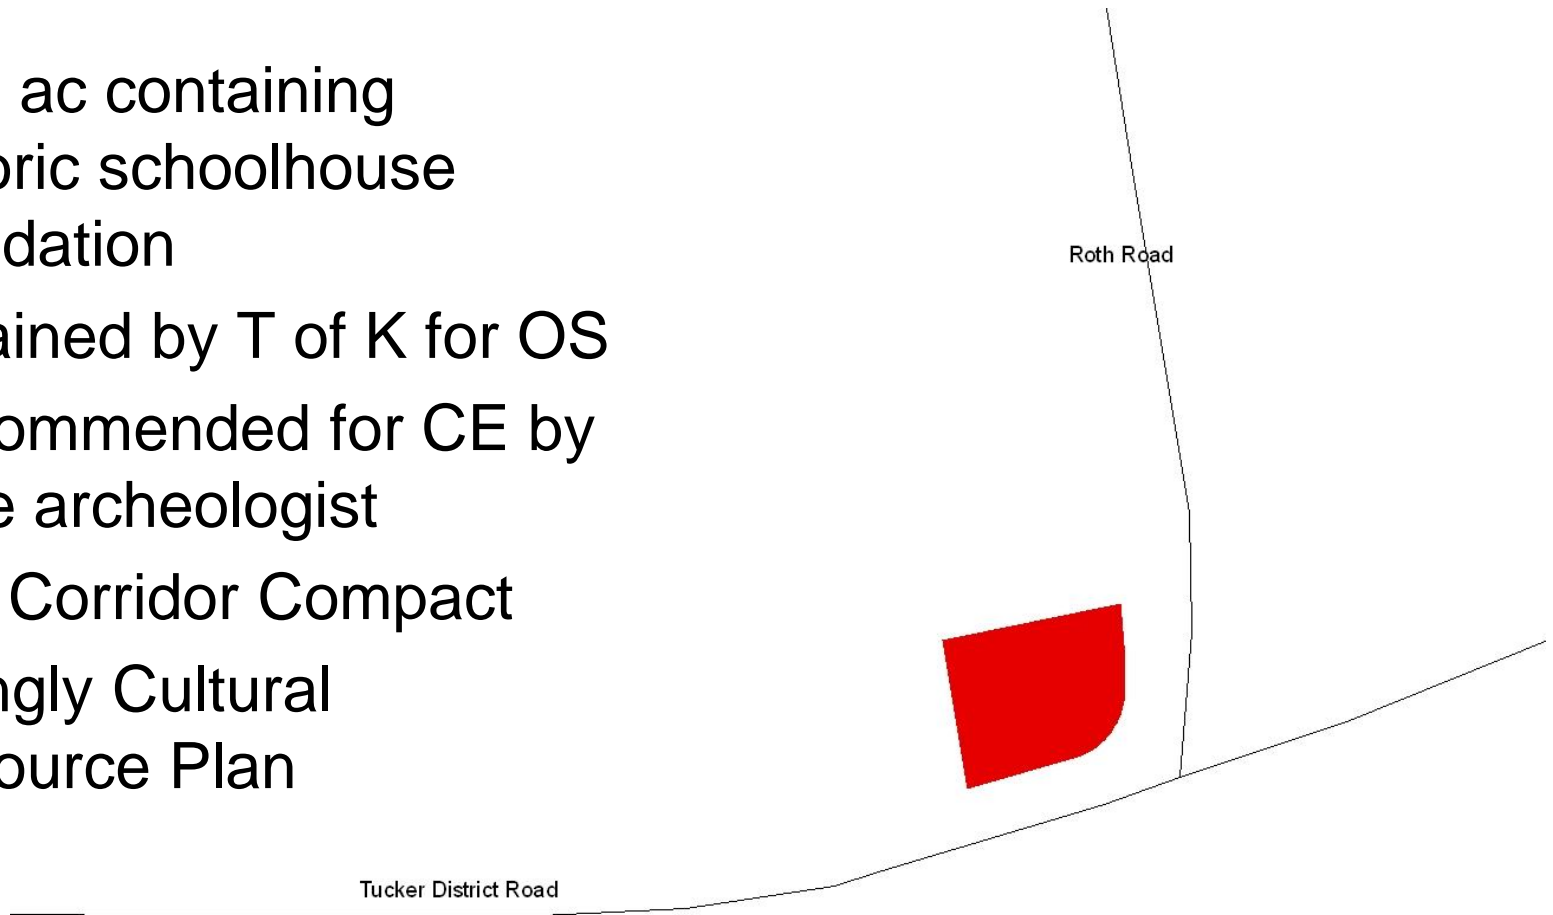 ac containing
oric schoolhouse
dation
ained by T of K for OS
ommended for CE by
e archeologist
Corridor Compact
ngly Cultural
ource Plan
Roth Road
Tucker District Road